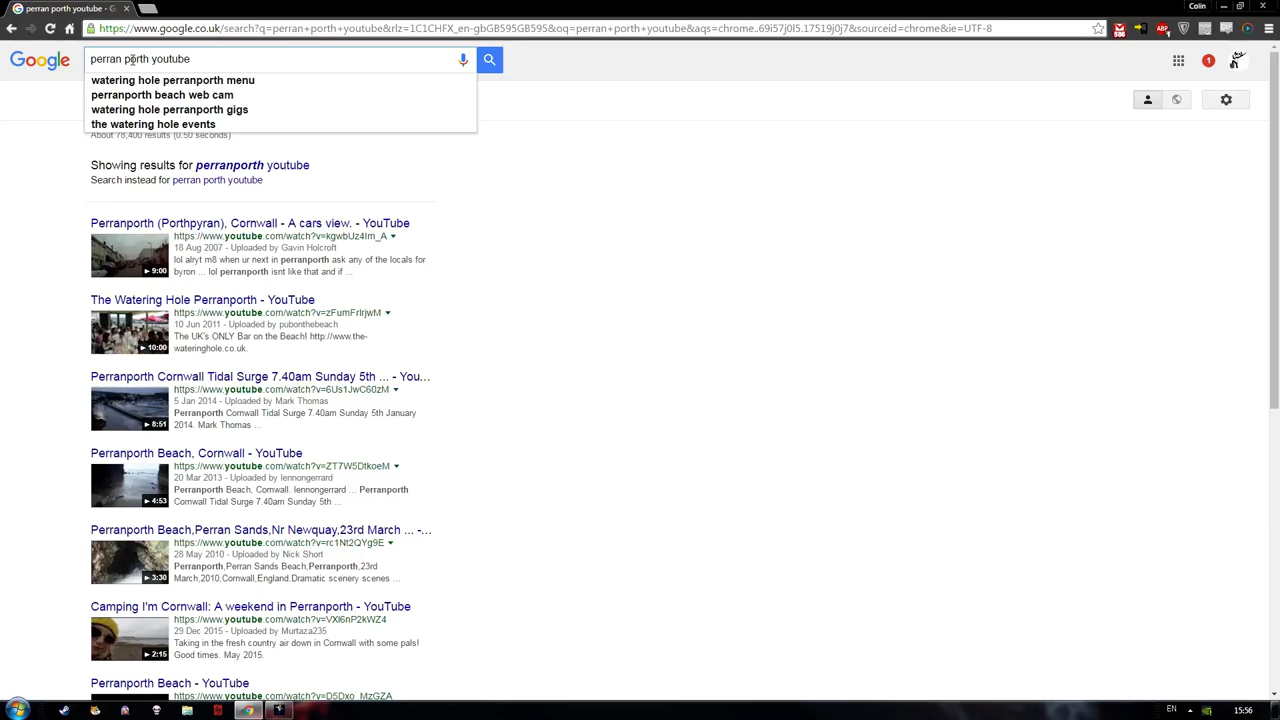 perran porth youtube - G
Colin
https://www.google.co.uk/search?q=perran+porth+youtube&rlz=1C1CHFX_en-gbGB595GB595&oq=perran+porth+youtube&aqs=chrome..69i57j0l5.17519j0j7&sourceid=chrome&ie=UTF-8
Google
perran porth youtube
1
watering hole perranporth menu
perranporth beach web cam
watering hole perranporth gigs
the watering hole events
About 78,400 results (0.50 seconds)
Showing results for perranporth youtube
Search instead for perran porth youtube
Perranporth (Porthpyran), Cornwall - A cars view. - YouTube
https://www.youtube.com/watch?v=kgwbUz4Im_A
18 Aug 2007 - Uploaded by Gavin Holcroft
lol alryt m8 when ur next in perranporth ask any of the locals for
byron ... lol perranporth isnt like that and if ...
9:00
The Watering Hole Perranporth - YouTube
https://www.youtube.com/watch?v=zFumFrlrjwM
10 Jun 2011 - Uploaded by pubonthebeach
The UK's ONLY Bar on the Beach! http://www.the-
wateringhole.co.uk.
10:00
Perranporth Cornwall Tidal Surge 7.40am Sunday 5th ... - You...
https://www.youtube.com/watch?v=6Us1JwC60zM
5 Jan 2014 - Uploaded by Mark Thomas
Perranporth Cornwall Tidal Surge 7.40am Sunday 5th January
2014. Mark Thomas ...
8:51
Perranporth Beach, Cornwall - YouTube
https://www.youtube.com/watch?v=ZT7W5DtkoeM
20 Mar 2013 - Uploaded by lennongerrard
Perranporth Beach, Cornwall. lennongerrard ... Perranporth
Cornwall Tidal Surge 7.40am Sunday 5th ...
4:53
Perranporth Beach,Perran Sands,Nr Newquay,23rd March ... -...
https://www.youtube.com/watch?v=rc1Nt2QYg9E
28 May 2010 - Uploaded by Nick Short
Perranporth,Perran Sands Beach,Perranporth,23rd
March,2010,Cornwall,England.Dramatic scenery scenes ...
3:30
Camping I'm Cornwall: A weekend in Perranporth - YouTube
https://www.youtube.com/watch?v=VXl6nP2kWZ4
29 Dec 2015 - Uploaded by Murtaza235
Taking in the fresh country air down in Cornwall with some pals!
Good times. May 2015.
2:15
Perranporth Beach - YouTube
https://www.youtube.com/watch?v=D5Dxo_MzGZA
EN
15:56